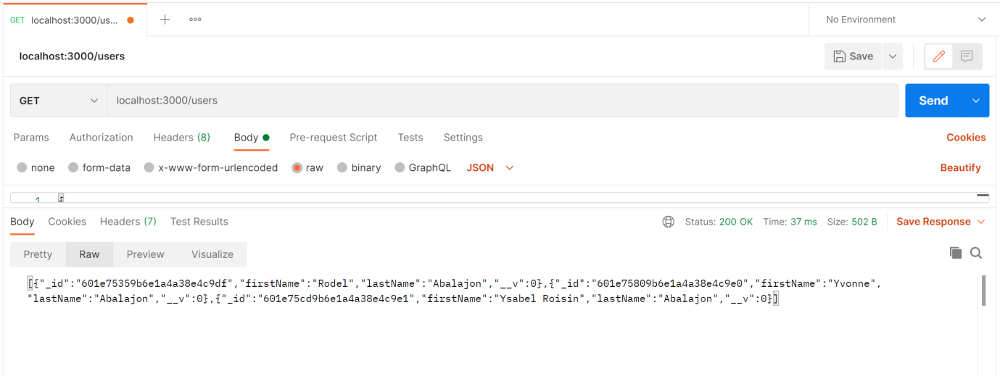 GET localhost:3000/us...
No Environment
localhost:3000/users
Save
GET localhost:3000/users Send
Params Authorization Headers (8) Body Pre-request Script Tests Settings Cookies
none form-data x-www-form-urlencoded raw binary GraphQL JSON Beautify
1 {
Body Cookies Headers (7) Test Results Status: 200 OK Time: 37 ms Size: 502 B Save Response
Pretty Raw Preview Visualize
[{"_id":"601e75359b6e1a4a38e4c9df","firstName":"Rodel","lastName":"Abalajon","__v":0},{"_id":"601e75809b6e1a4a38e4c9e0","firstName":"Yvonne",
"lastName":"Abalajon","__v":0},{"_id":"601e75cd9b6e1a4a38e4c9e1","firstName":"Ysabel Roisin","lastName":"Abalajon","__v":0}]